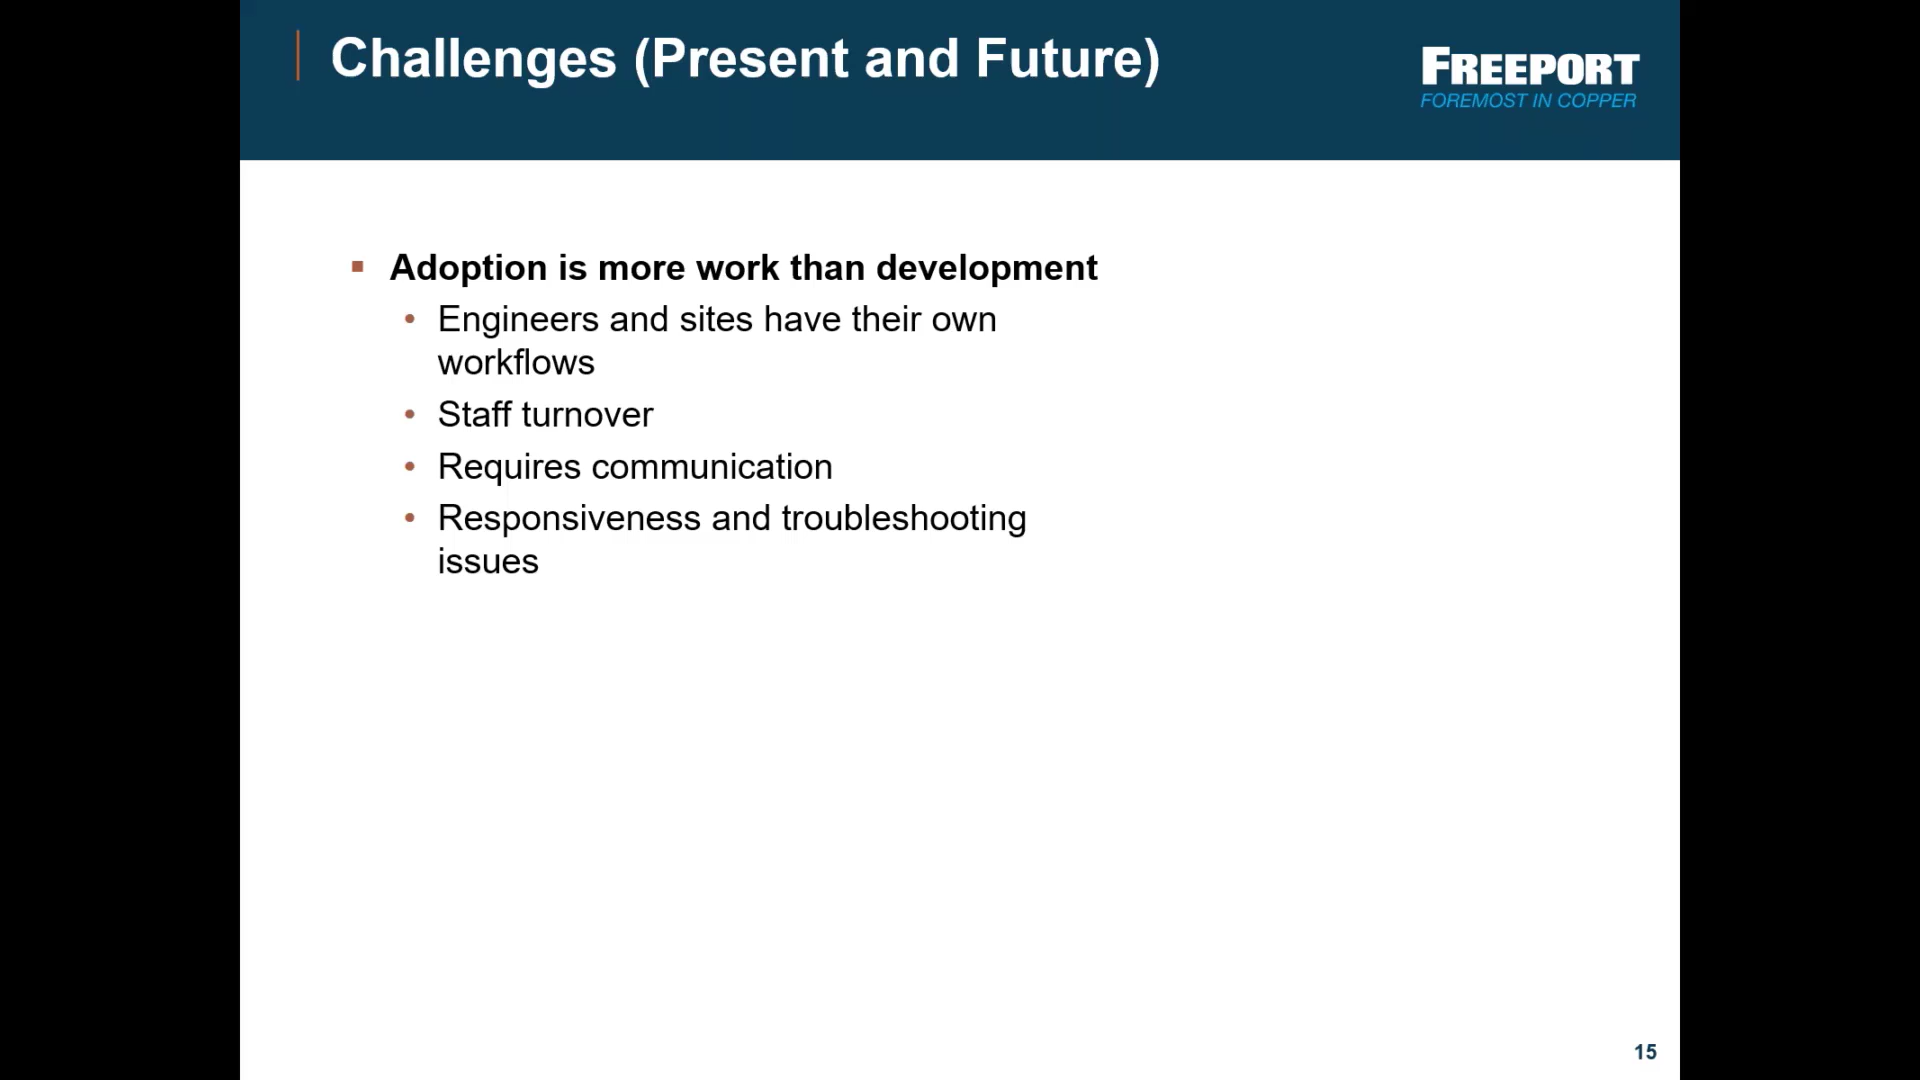 Challenges (Present and Future)
FREEPORT
FOREMOST IN COPPER
▪ Adoption is more work than development
• Engineers and sites have their own
workflows
• Staff turnover
• Requires communication
• Responsiveness and troubleshooting
issues
15